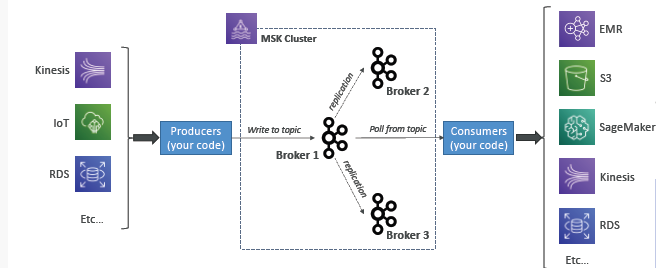 MSK Cluster
Kinesis
IoT
RDS
Etc...
Producers
(your code)
Write to topic
Broker 1
replication
Broker 2
Poll from topic
replication
Broker 3
Consumers
(your code)
EMR
S3
SageMaker
Kinesis
RDS
Etc...